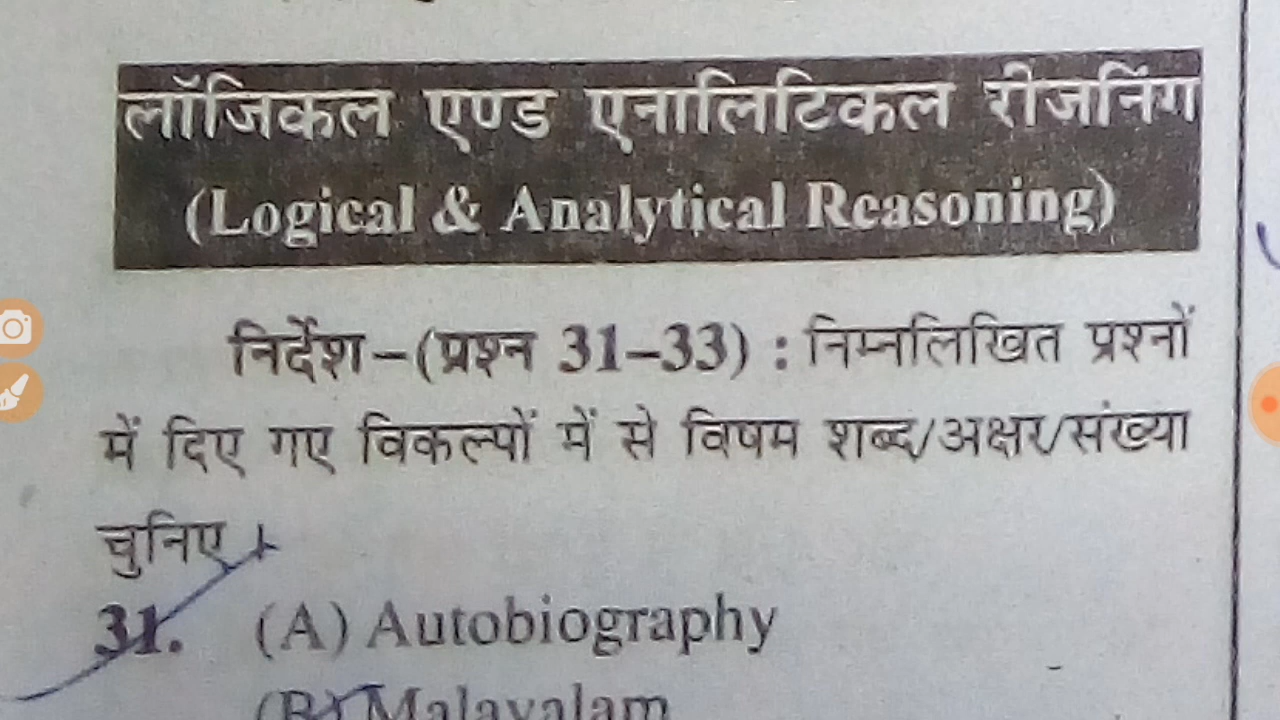 लॉजिकल एण्ड एनालिटिकल रीजनिंग
(Logical & Analytical Reasoning)
निर्देश–(प्रश्न 31–33) : निम्नलिखित प्रश्नों
में दिए गए विकल्पों में से विषम शब्द/अक्षर/संख्या
चुनिए।
31. (A) Autobiography
(B) Malayalam